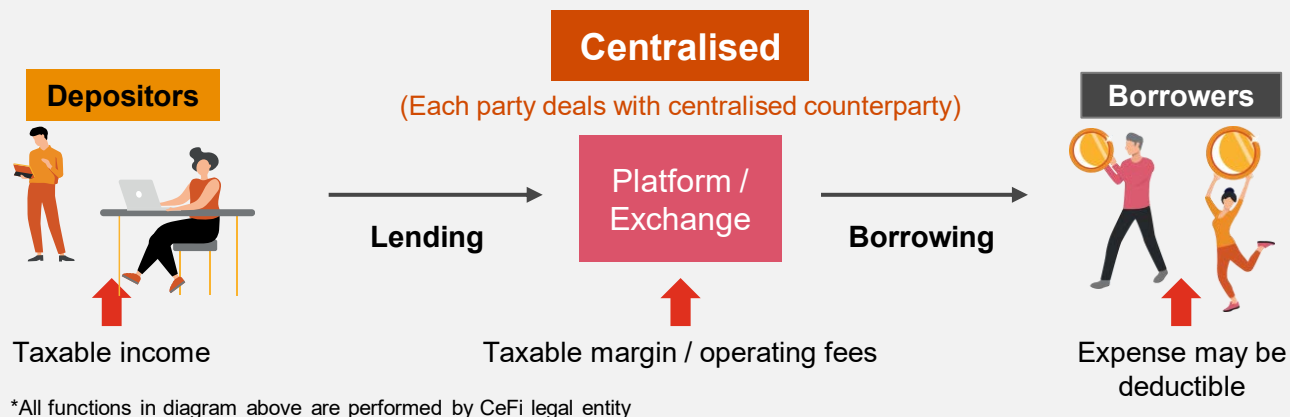 Centralised
Depositors
(Each party deals with centralised counterparty)
Borrowers
Platform /
Exchange
Lending
Borrowing
Taxable income
Taxable margin / operating fees
Expense may be
deductible
*All functions in diagram above are performed by CeFi legal entity